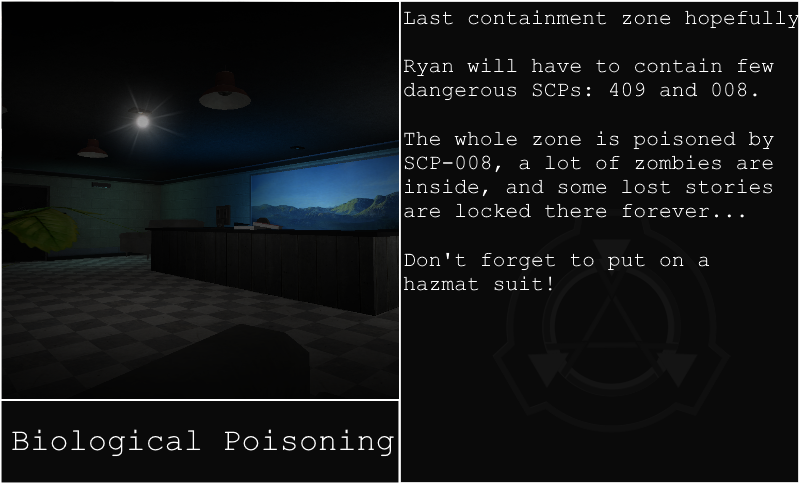 Last containment zone hopefully
Ryan will have to contain few
dangerous SCPs: 409 and 008.
The whole zone is poisoned by
SCP-008, a lot of zombies are
inside, and some lost stories
are locked there forever...
Don't forget to put on a
hazmat suit!
Biological Poisoning